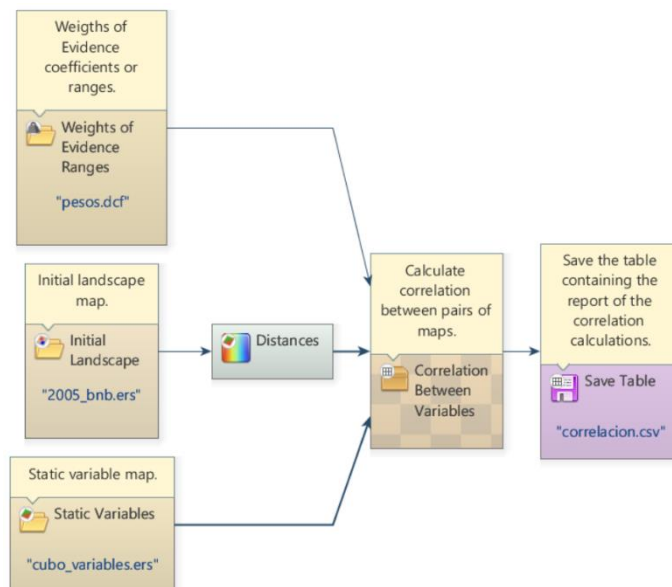 Weigths of
Evidence
coefficients or
ranges.
Weights of
Evidence
Ranges
"pesos.dcf"
Initial landscape
map.
Initial
Landscape
"2005_bnb.ers"
Distances
Static variable map.
Static Variables
"cubo_variables.ers"
Calculate
correlation
between pairs of
maps.
Correlation
Between
Variables
Save the table
containing the
report of the
correlation
calculations.
Save Table
"correlacion.csv"